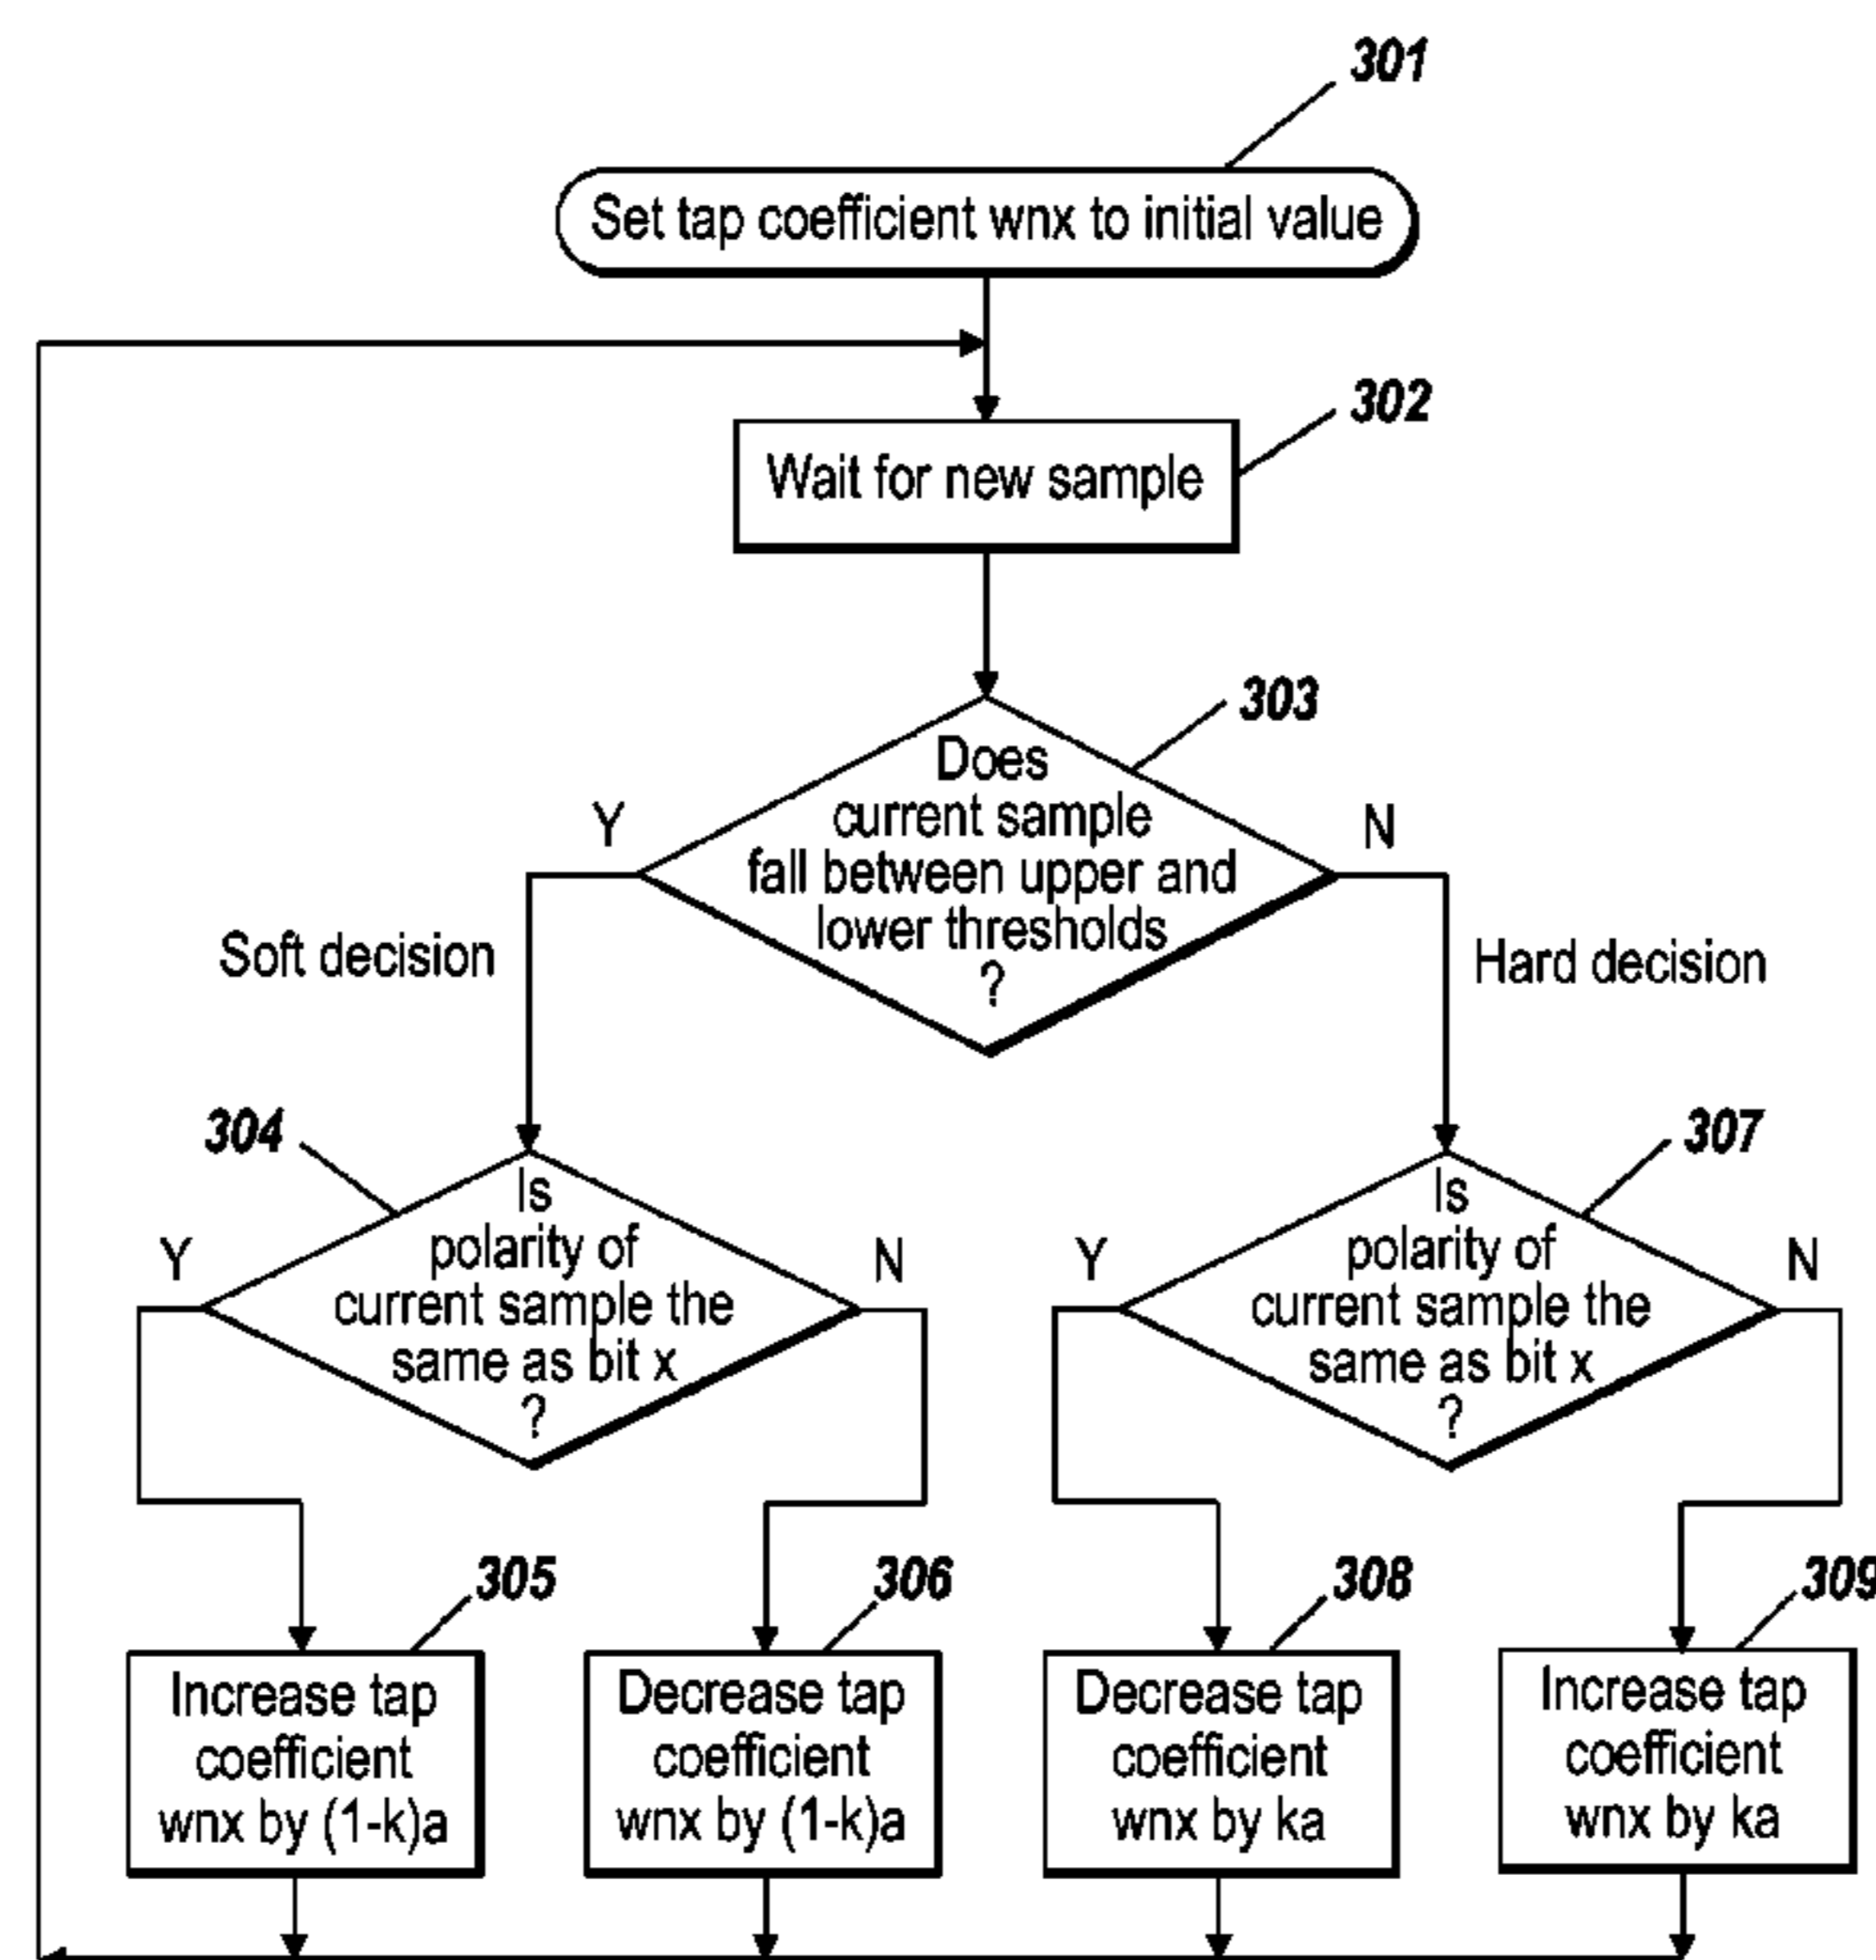 301
Set tap coefficient wnx to initial value
302
Wait for new sample
303
Does
current sample
fall between upper and
lower thresholds
?
Y
N
Soft decision
Hard decision
304
Is
polarity of
current sample the
same as bit x
?
Y
N
307
Is
polarity of
current sample the
same as bit x
?
Y
N
305
Increase tap
coefficient
wnx by (1-k)a
306
Decrease tap
coefficient
wnx by (1-k)a
308
Decrease tap
coefficient
wnx by ka
309
Increase tap
coefficient
wnx by ka